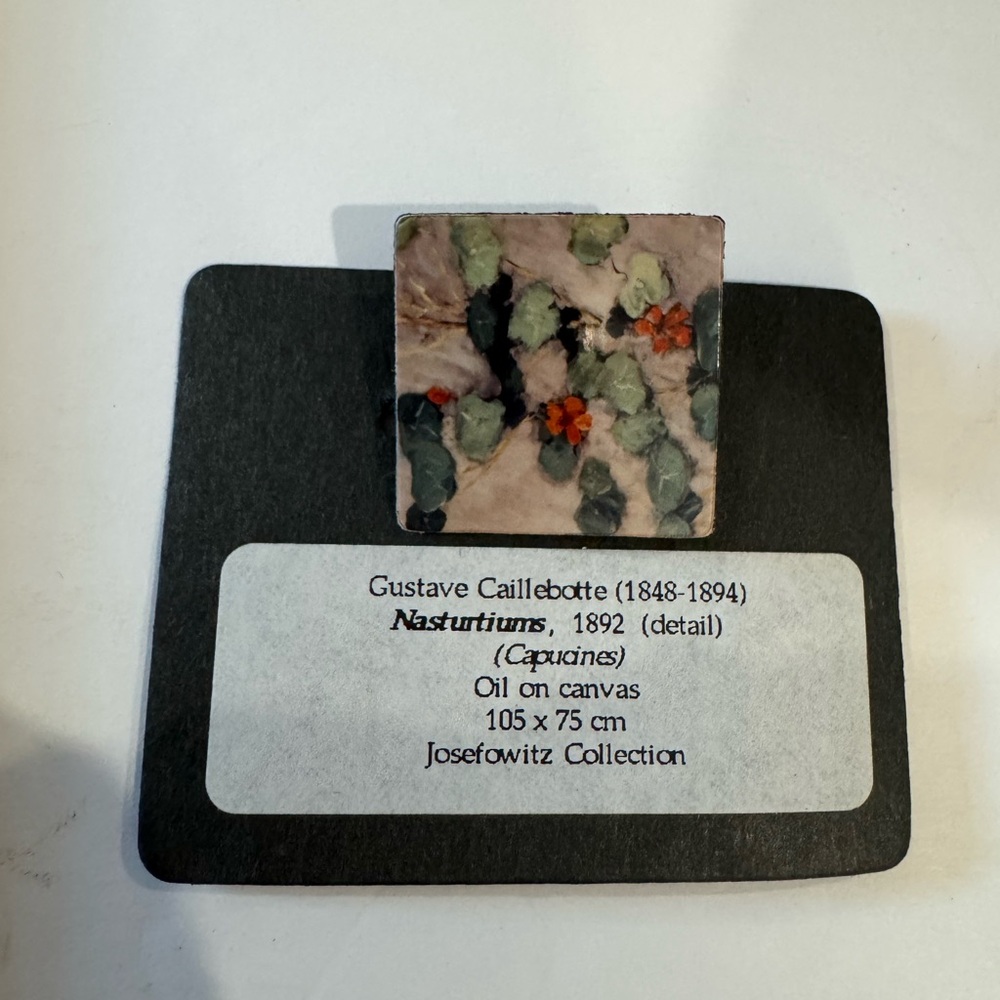 Gustave Caillebotte (1848-1894)
Nasturtiums, 1892 (detail)
(Capucines)
Oil on canvas
105 x 75 cm
Josefowitz Collection